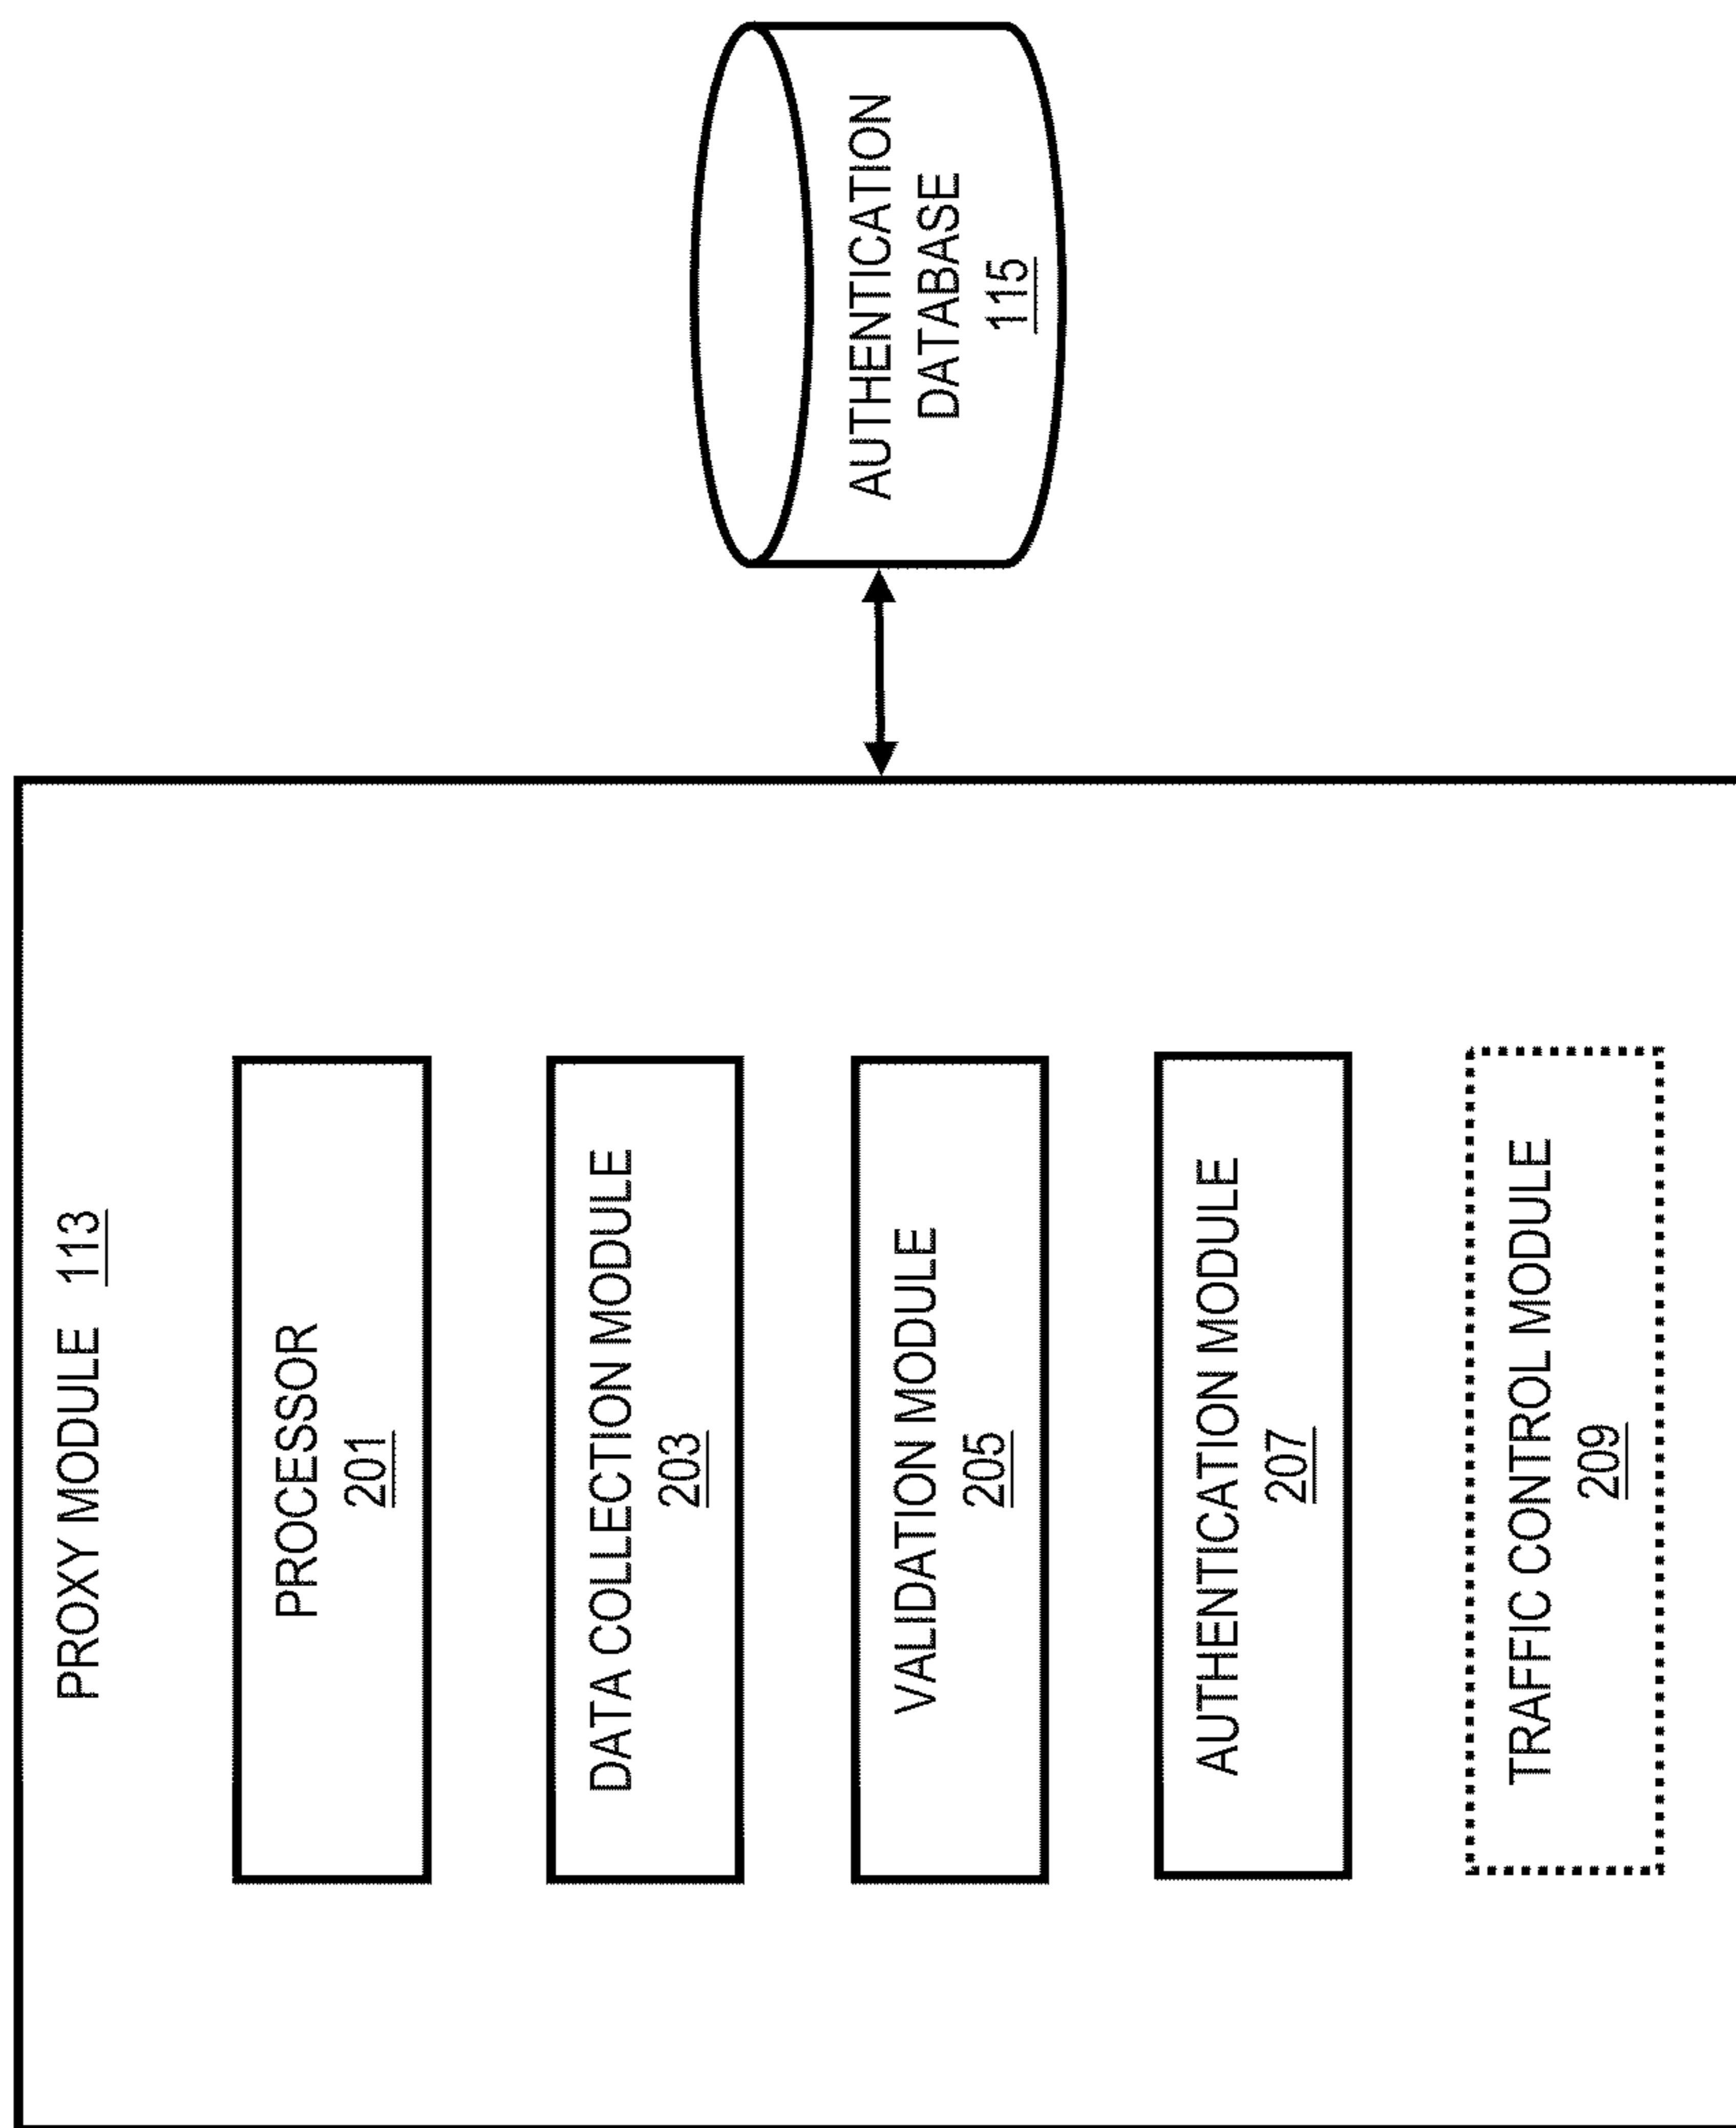 PROXY MODULE 113
PROCESSOR
201
DATA COLLECTION MODULE
203
VALIDATION MODULE
205
AUTHENTICATION MODULE
207
TRAFFIC CONTROL MODULE
209
AUTHENTICATION
DATABASE
115